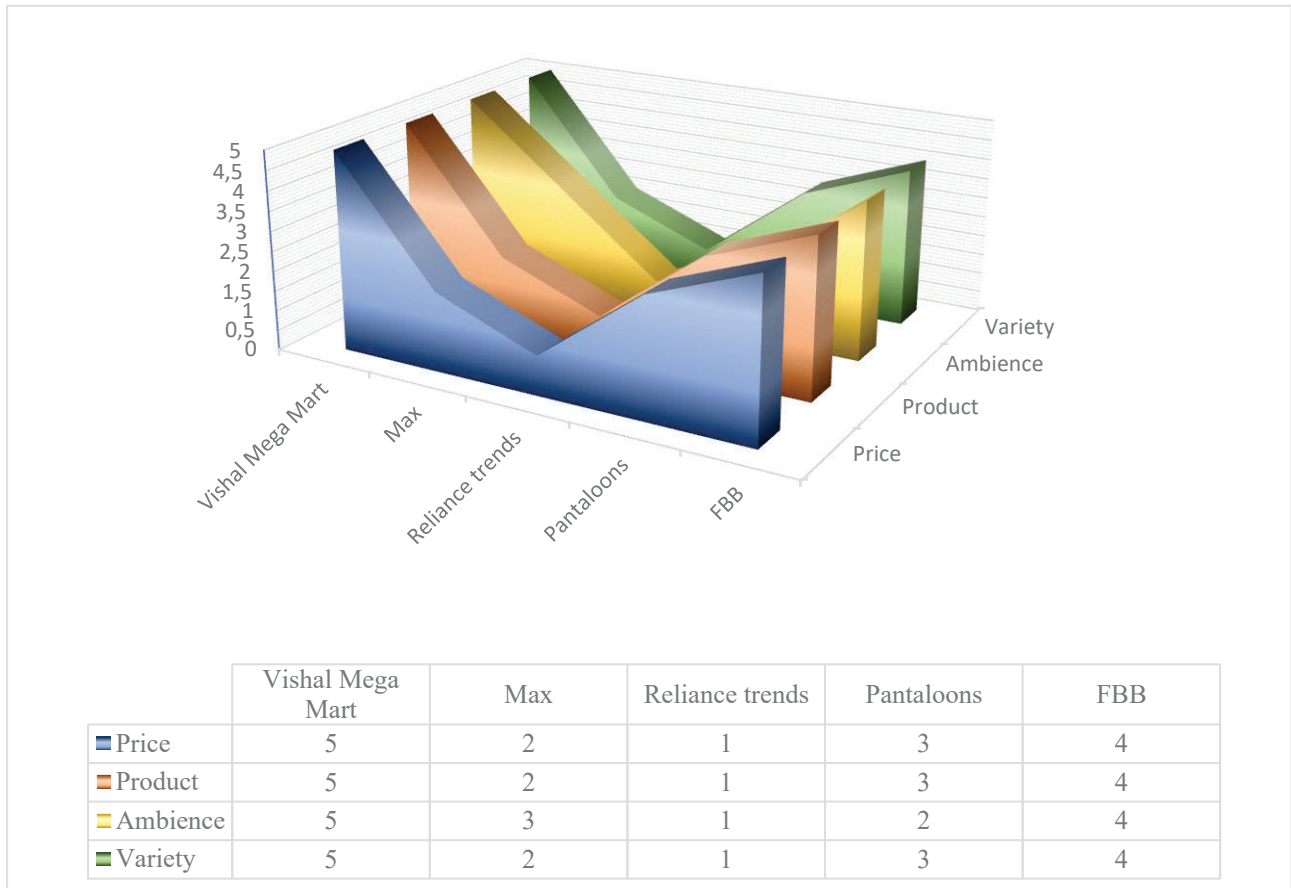 5
4,5
4
3,5
3
2,5
2
1,5
1
0,5
0
Vishal Mega Mart
Max
Reliance trends
Pantaloons
FBB
Variety
Ambience
Product
Price
Vishal Mega
Mart Max Reliance trends Pantaloons FBB
Price 5 2 1 3 4
Product 5 2 1 3 4
Ambience 5 3 1 2 4
Variety 5 2 1 3 4